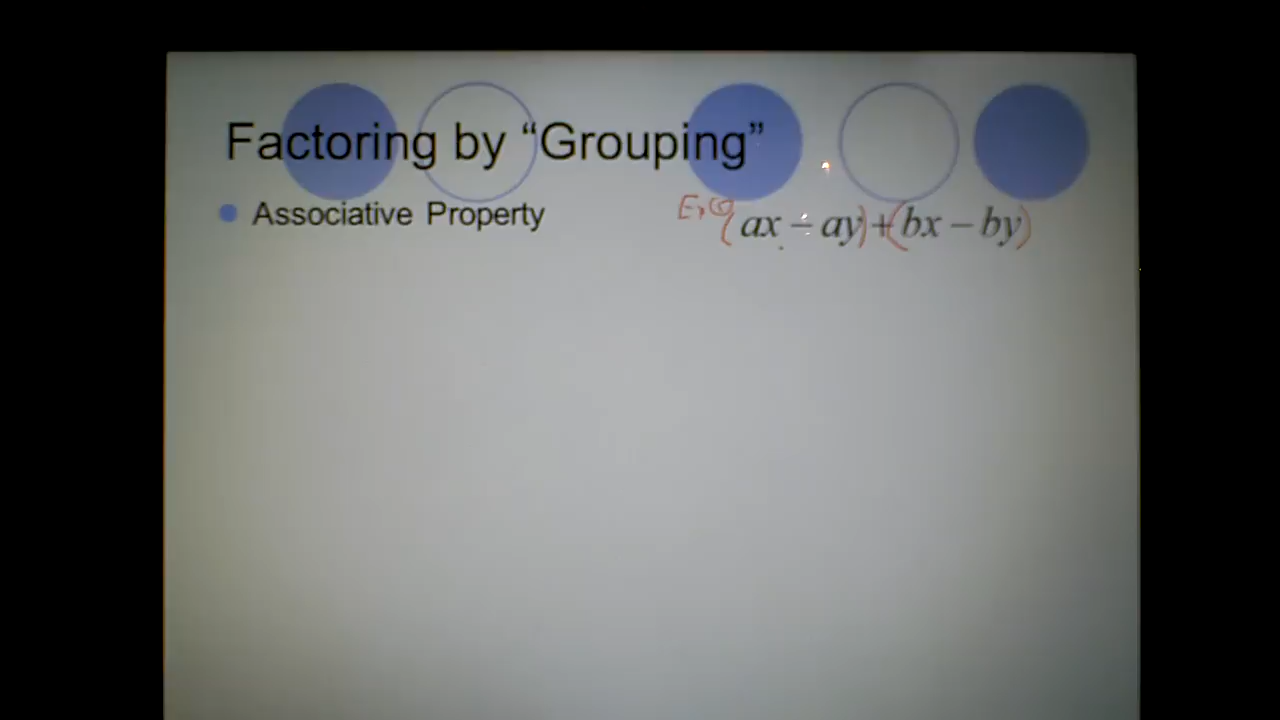 Factoring by “Grouping”
Associative Property
(ax − ay) + (bx − by)